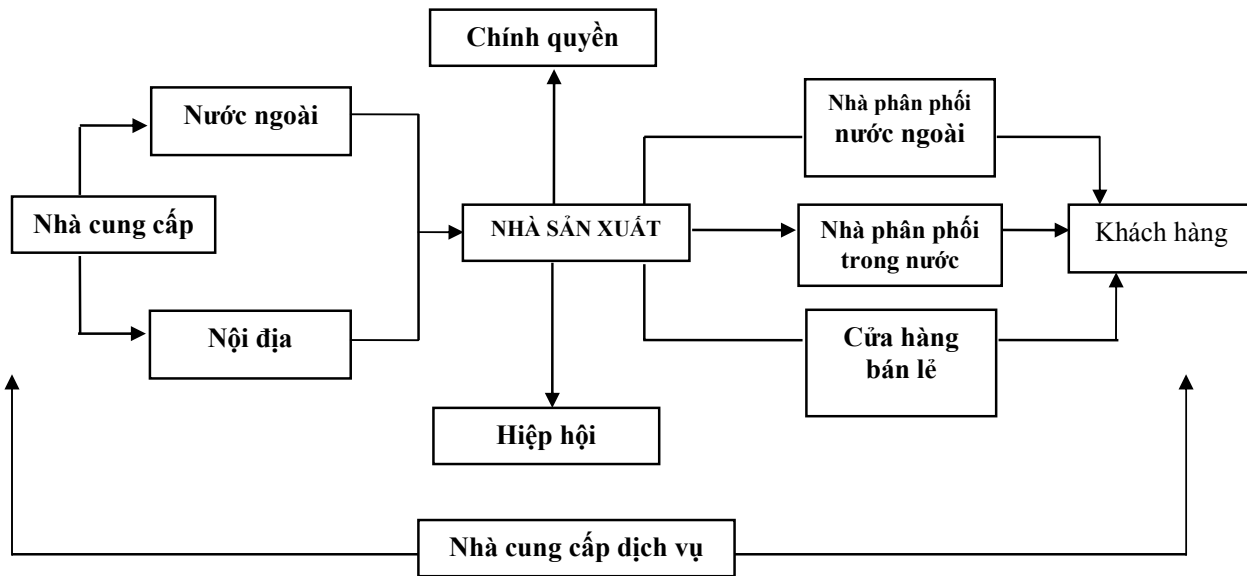 Chính quyền
Nước ngoài
Nhà phân phối
nước ngoài
Nhà cung cấp
NHÀ SẢN XUẤT
Nhà phân phối
trong nước
Khách hàng
Nội địa
Cửa hàng
bán lẻ
Hiệp hội
Nhà cung cấp dịch vụ